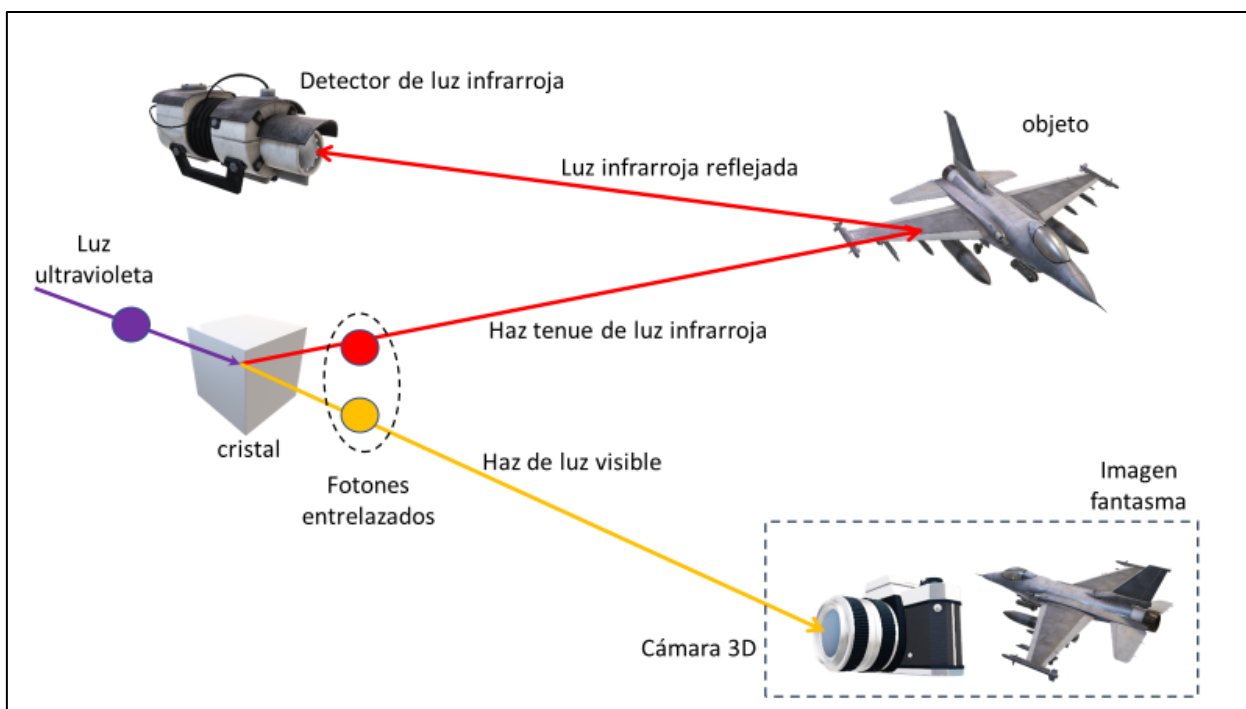 Detector de luz infrarroja
objeto
Luz infrarroja reflejada
Luz
ultravioleta
Haz tenue de luz infrarroja
cristal
Haz de luz visible
Fotones
entrelazados
Imagen
fantasma
Cámara 3D